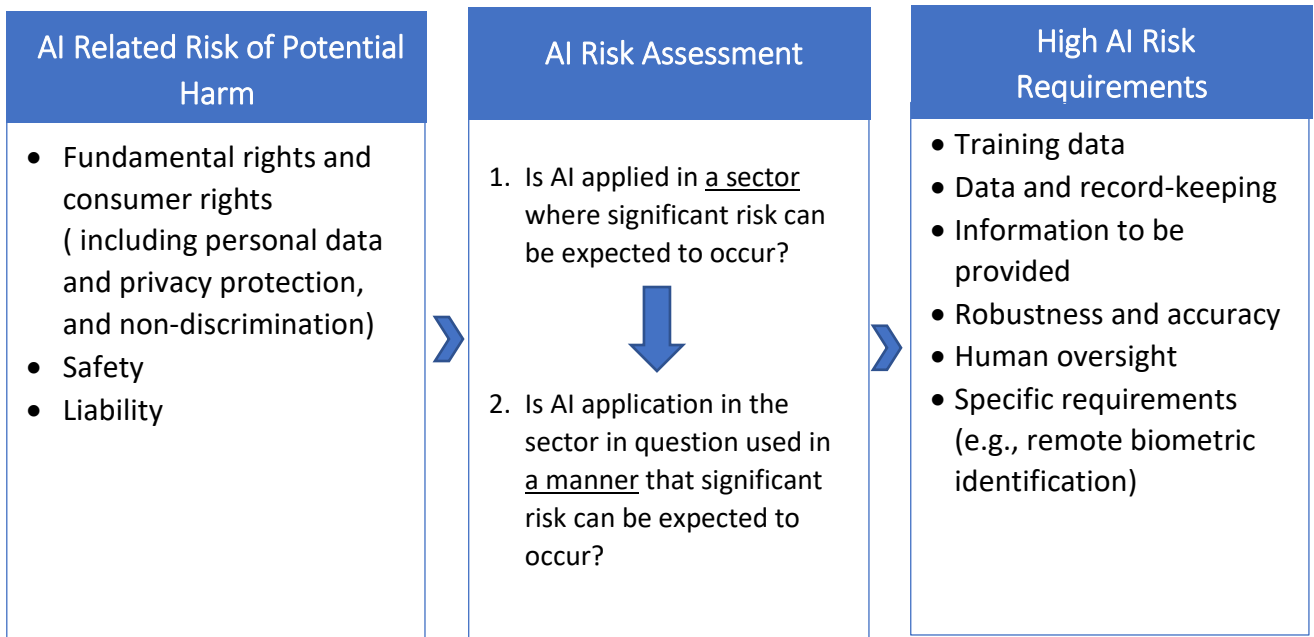 AI Related Risk of Potential
Harm
• Fundamental rights and
consumer rights
( including personal data
and privacy protection,
and non-discrimination)
• Safety
• Liability
AI Risk Assessment
1. Is AI applied in a sector
where significant risk can
be expected to occur?
2. Is AI application in the
sector in question used in
a manner that significant
risk can be expected to
occur?
High AI Risk
Requirements
• Training data
• Data and record-keeping
• Information to be
provided
• Robustness and accuracy
• Human oversight
• Specific requirements
(e.g., remote biometric
identification)